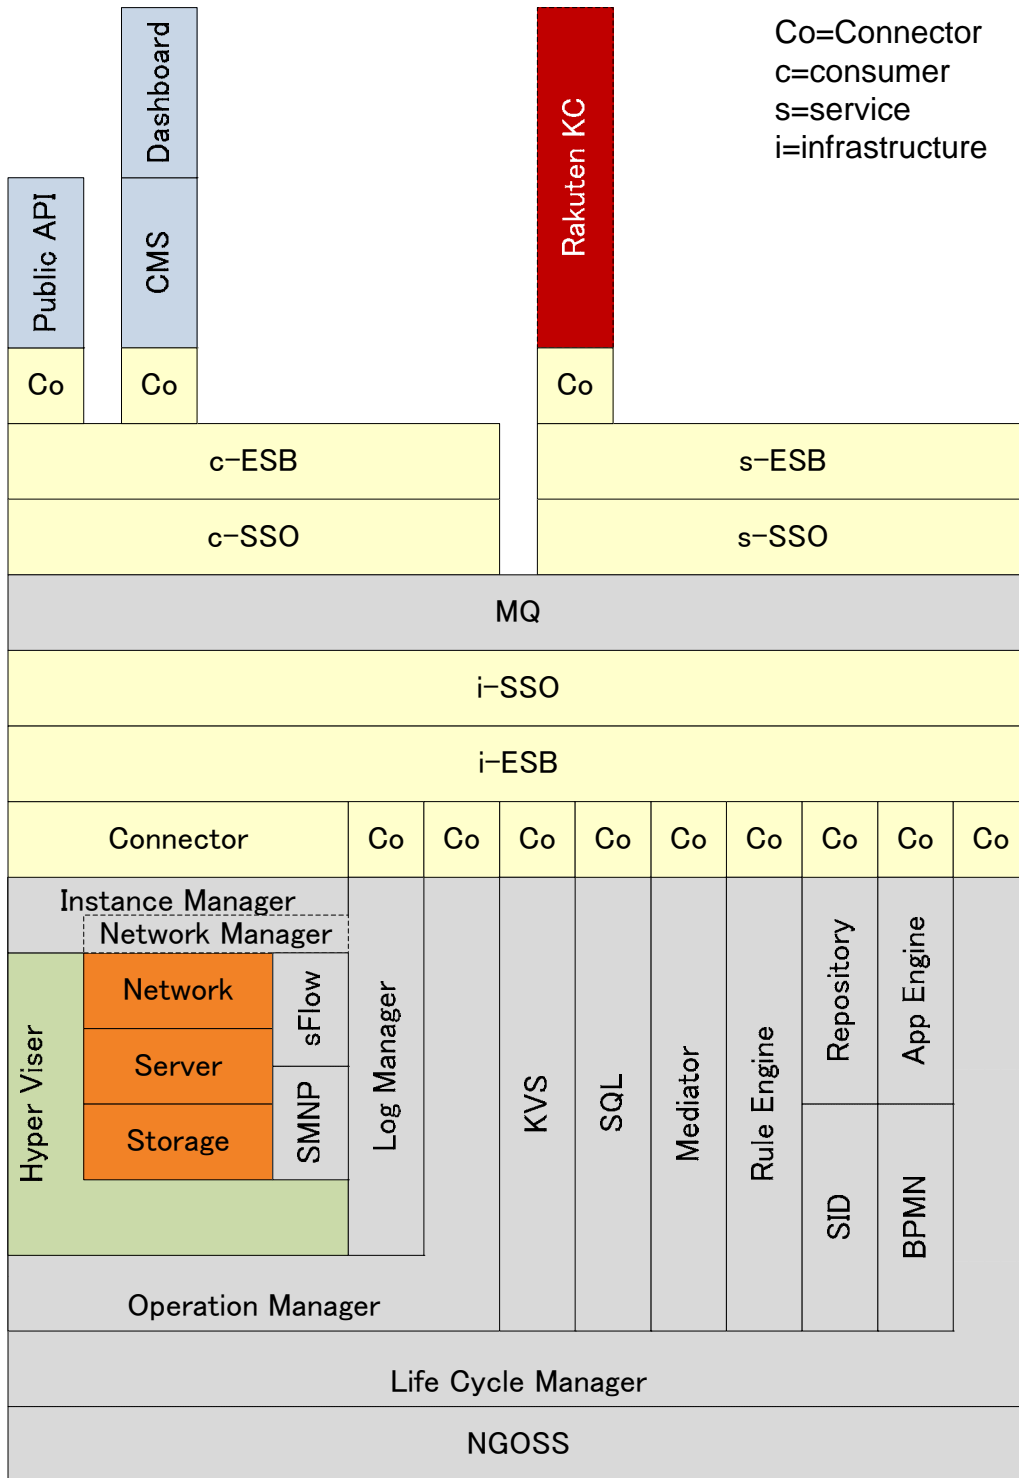 Co=Connector
c=consumer
s=service
i=infrastructure
Dashboard
Rakuten KC
Public API
CMS
Co
Co
Co
c-ESB
s-ESB
c-SSO
s-SSO
MQ
i-SSO
i-ESB
Connector
Co
Co
Co
Co
Co
Co
Co
Co
Co
Instance Manager
Network Manager
Hyper Viser
Network
Server
Storage
sFlow
SMNP
Log Manager
KVS
SQL
Mediator
Rule Engine
Repository
App Engine
SID
BPMN
Operation Manager
Life Cycle Manager
NGOSS